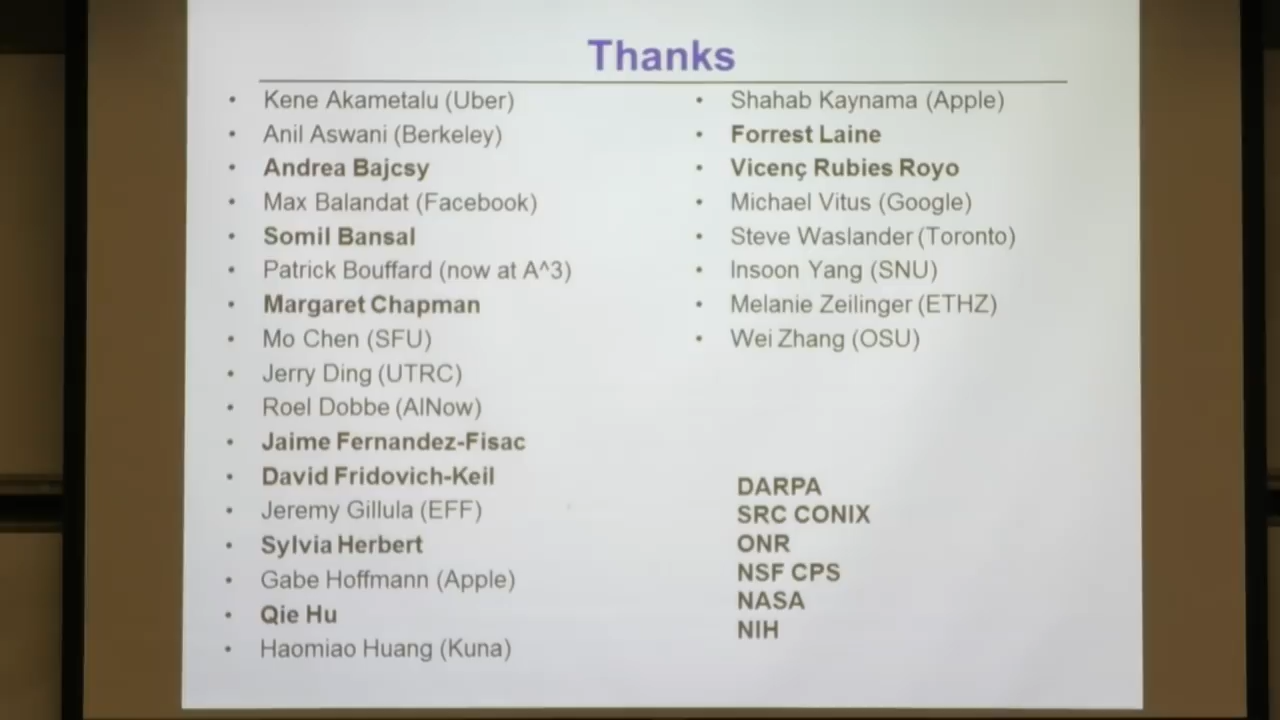 Thanks
• Kene Akametalu (Uber)
• Anil Aswani (Berkeley)
• Andrea Bajcsy
• Max Balandat (Facebook)
• Somil Bansal
• Patrick Bouffard (now at A^3)
• Margaret Chapman
• Mo Chen (SFU)
• Jerry Ding (UTRC)
• Roel Dobbe (AINow)
• Jaime Fernandez-Fisac
• David Fridovich-Keil
• Jeremy Gillula (EFF)
• Sylvia Herbert
• Gabe Hoffmann (Apple)
• Qie Hu
• Haomiao Huang (Kuna)
• Shahab Kaynama (Apple)
• Forrest Laine
• Vicenç Rubies Royo
• Michael Vitus (Google)
• Steve Waslander (Toronto)
• Insoon Yang (SNU)
• Melanie Zeilinger (ETHZ)
• Wei Zhang (OSU)
DARPA
SRC CONIX
ONR
NSF CPS
NASA
NIH